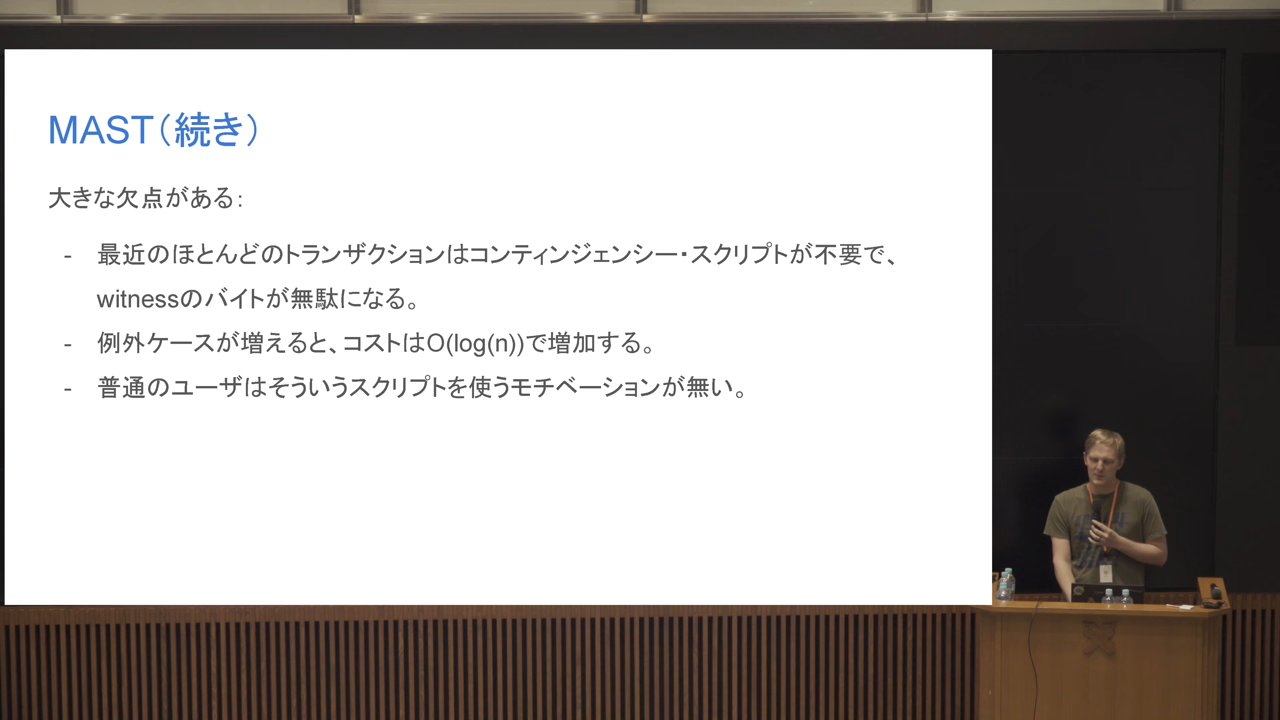 MAST（続き）
大きな欠点がある：
- 最近のほとんどのトランザクションはコンティンジェンシー・スクリプトが不要で、
witnessのバイトが無駄になる。
- 例外ケースが増えると、コストはO(log(n))で増加する。
- 普通のユーザはそういうスクリプトを使うモチベーションが無い。